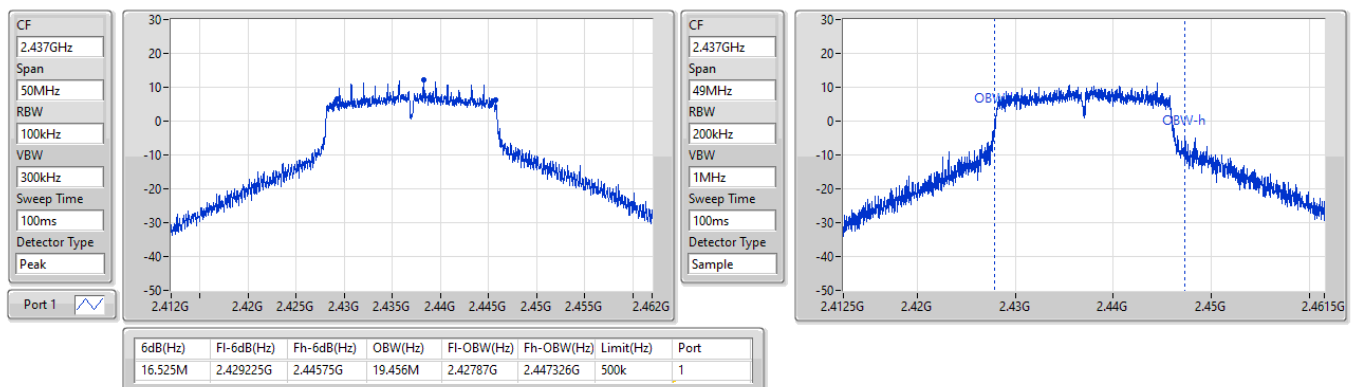 CF
2.437GHz
Span
50MHz
RBW
100kHz
VBW
300kHz
Sweep Time
100ms
Detector Type
Peak
Port 1
30
20
10
0
-10
-20
-30
-40
-50
2.412G 2.42G 2.425G 2.43G 2.435G 2.44G 2.445G 2.45G 2.455G 2.462G
CF
2.437GHz
Span
49MHz
RBW
200kHz
VBW
1MHz
Sweep Time
100ms
Detector Type
Sample
30
20
10
0
-10
-20
-30
-40
-50
OBW-h
2.4125G 2.42G 2.43G 2.44G 2.45G 2.4615G
6dB(Hz) Fl-6dB(Hz) Fh-6dB(Hz) OBW(Hz) Fl-OBW(Hz) Fh-OBW(Hz) Limit(Hz) Port
16.525M 2.429225G 2.44575G 19.456M 2.42787G 2.447326G 500k 1